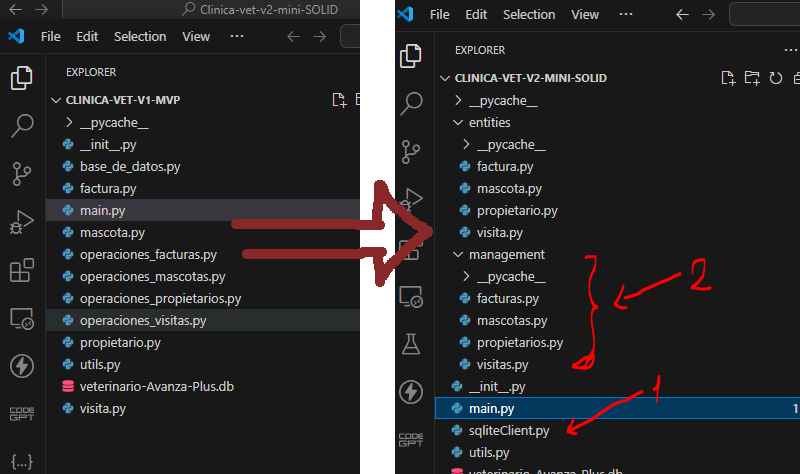 Clinica-vet-v2-mini-SOLID
File Edit Selection View ...
EXPLORER
CLINICA-VET-V1-MVP
__pycache__
__init__.py
base_de_datos.py
factura.py
main.py
mascota.py
operaciones_facturas.py
operaciones_mascotas.py
operaciones_propietarios.py
operaciones_visitas.py
propietario.py
utils.py
veterinario-Avanza-Plus.db
visita.py
CODE
GPT
{...}
File Edit Selection View ...
EXPLORER
...
CLINICA-VET-V2-MINI-SOLID
__pycache__
entities
__pycache__
factura.py
mascota.py
propietario.py
visita.py
management
__pycache__
facturas.py
mascotas.py
propietarios.py
visitas.py
2
__init__.py
main.py 1
1
sqliteClient.py
utils.py
veterinario-Avanza-Plus.db
CODE
GPT